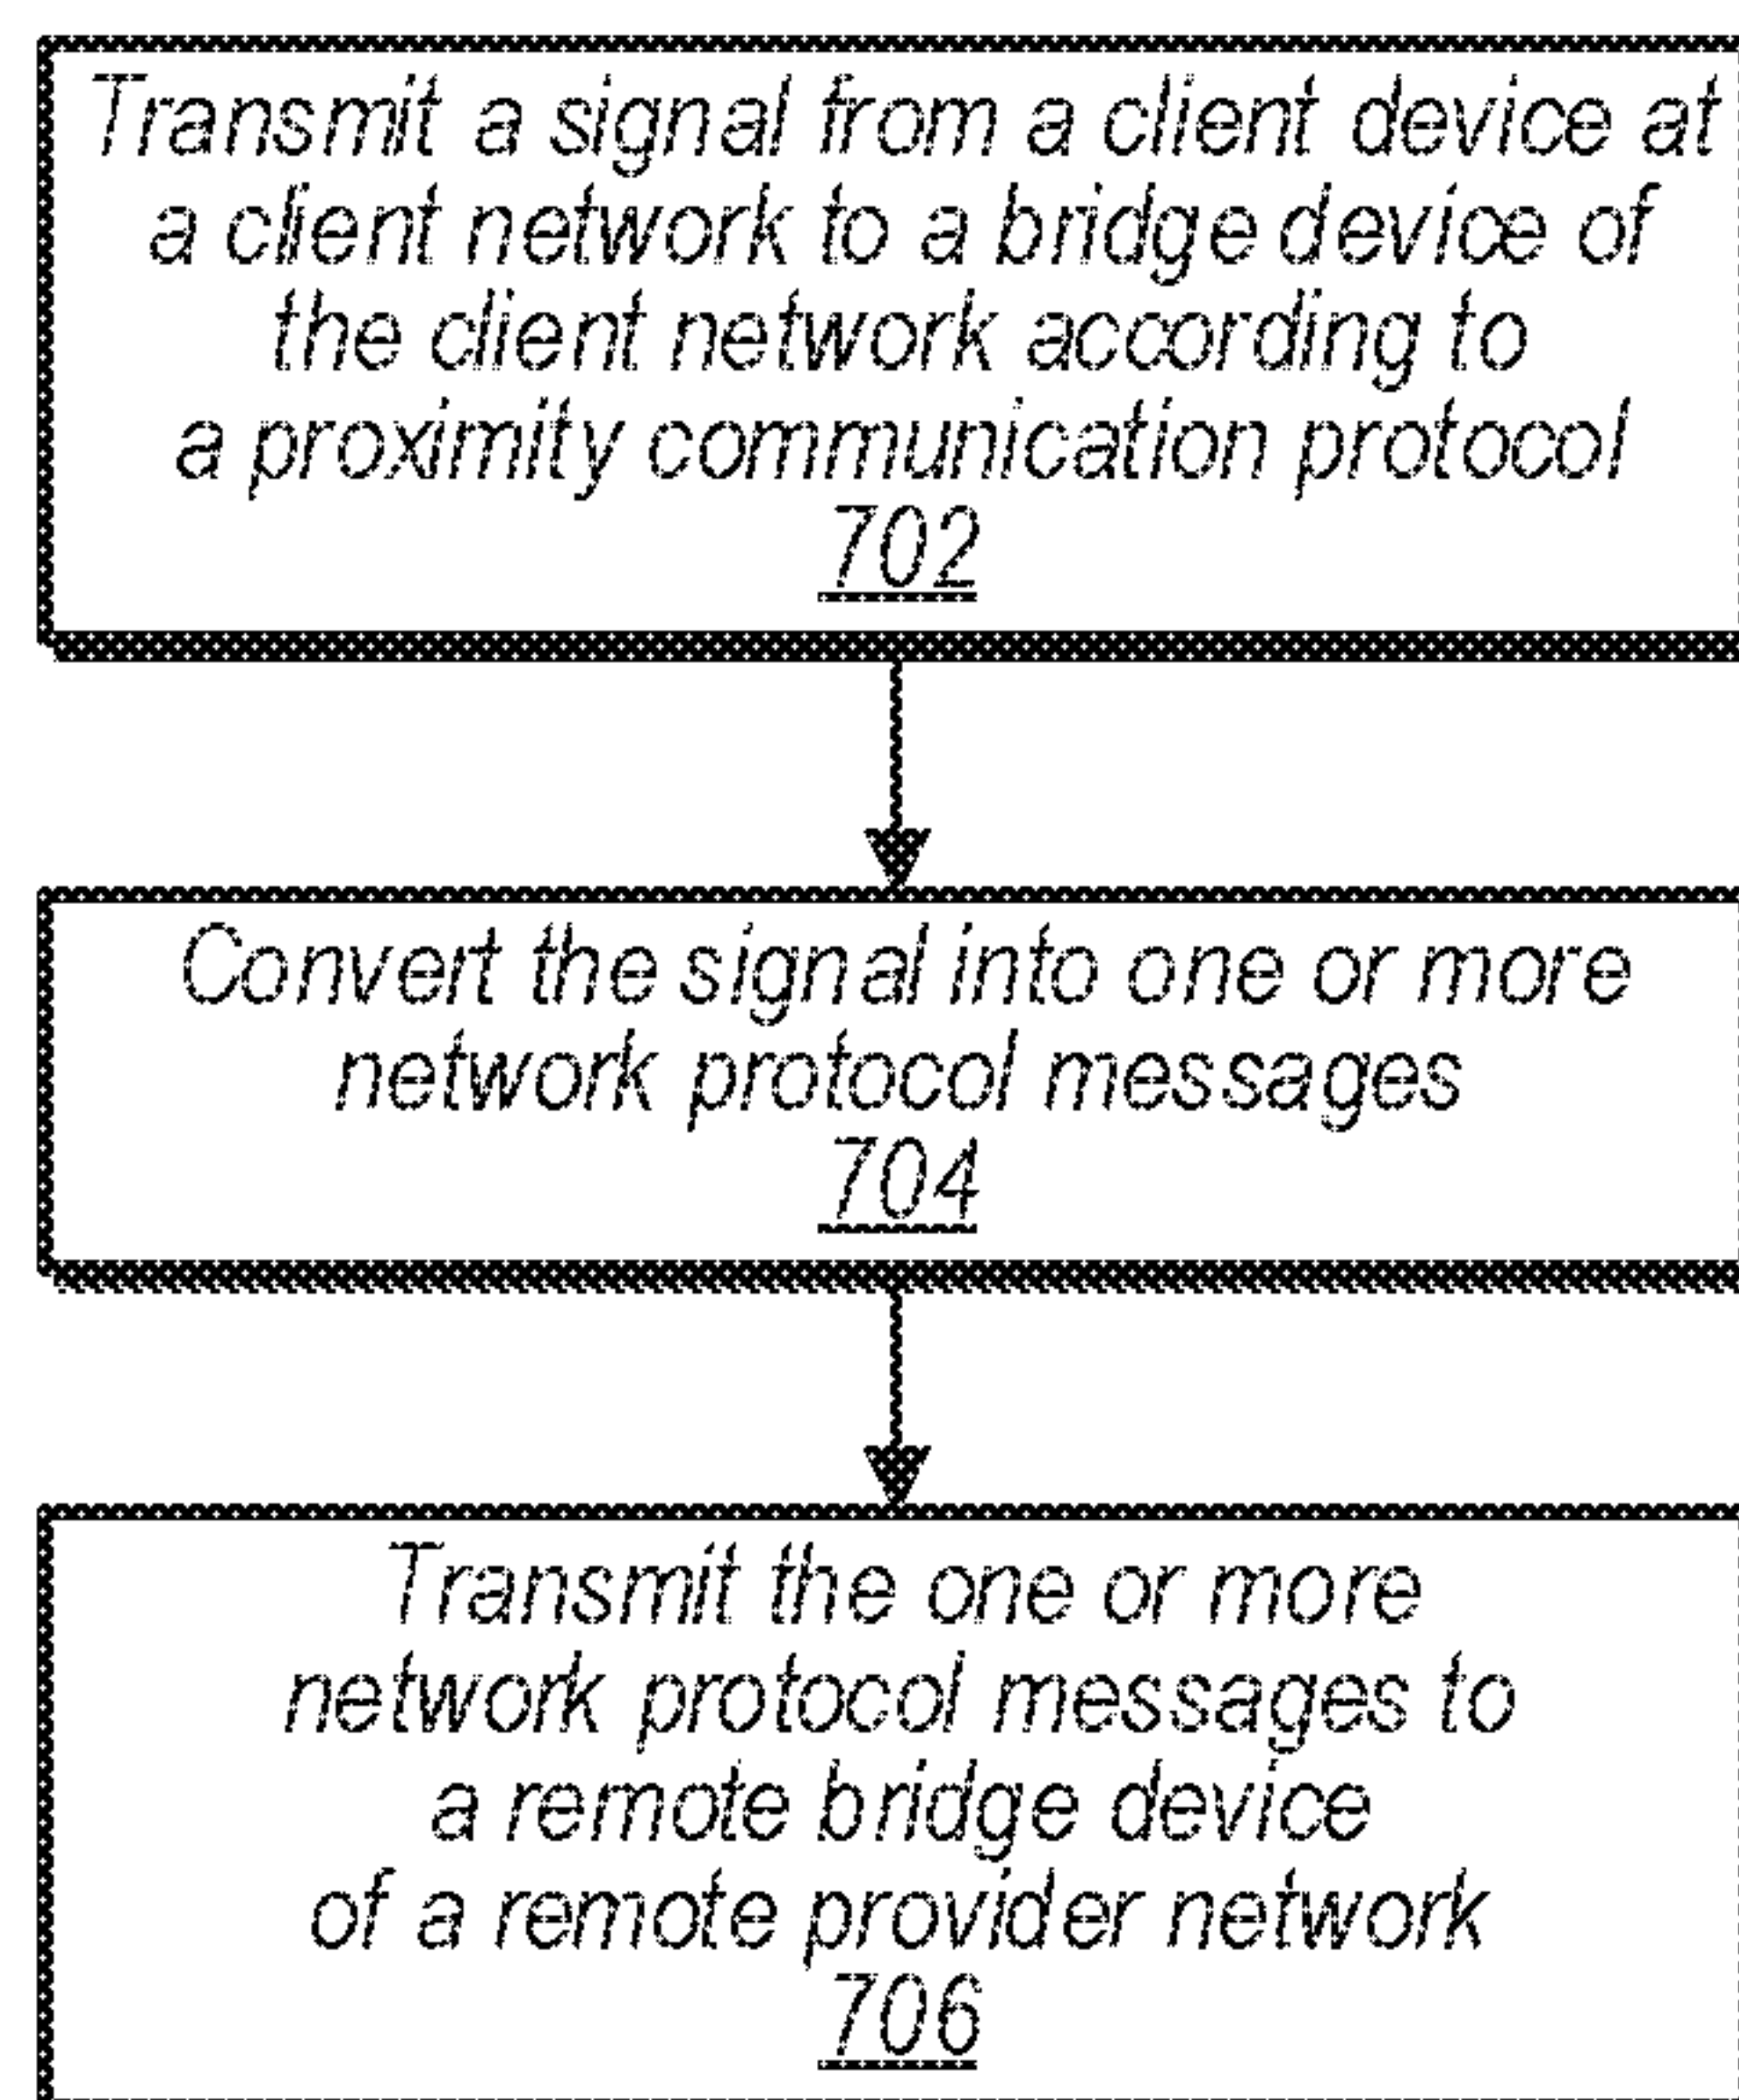 Transmit a signal from a client device at
a client network to a bridge device of
the client network according to
a proximity communication protocol
702
Convert the signal into one or more
network protocol messages
704
Transmit the one or more
network protocol messages to
a remote bridge device
of a remote provider network
706